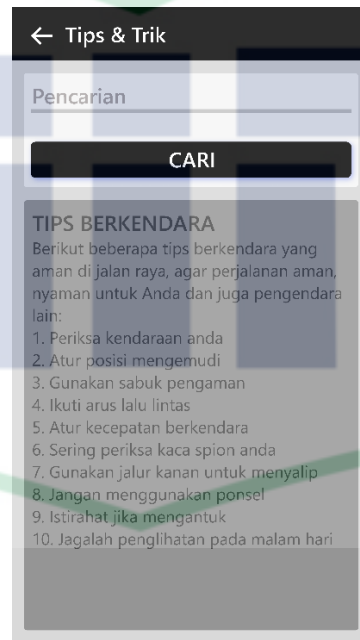 Tips & Trik
Pencarian
CARI
TIPS BERKENDARA
Berikut beberapa tips berkendara yang
aman di jalan raya, agar perjalanan aman,
nyaman untuk Anda dan juga pengendara
lain:
1. Periksa kendaraan anda
2. Atur posisi mengemudi
3. Gunakan sabuk pengaman
4. Ikuti arus lalu lintas
5. Atur kecepatan berkendara
6. Sering periksa kaca spion anda
7. Gunakan jalur kanan untuk menyalip
8. Jangan menggunakan ponsel
9. Istirahat jika mengantuk
10. Jagalah penglihatan pada malam hari